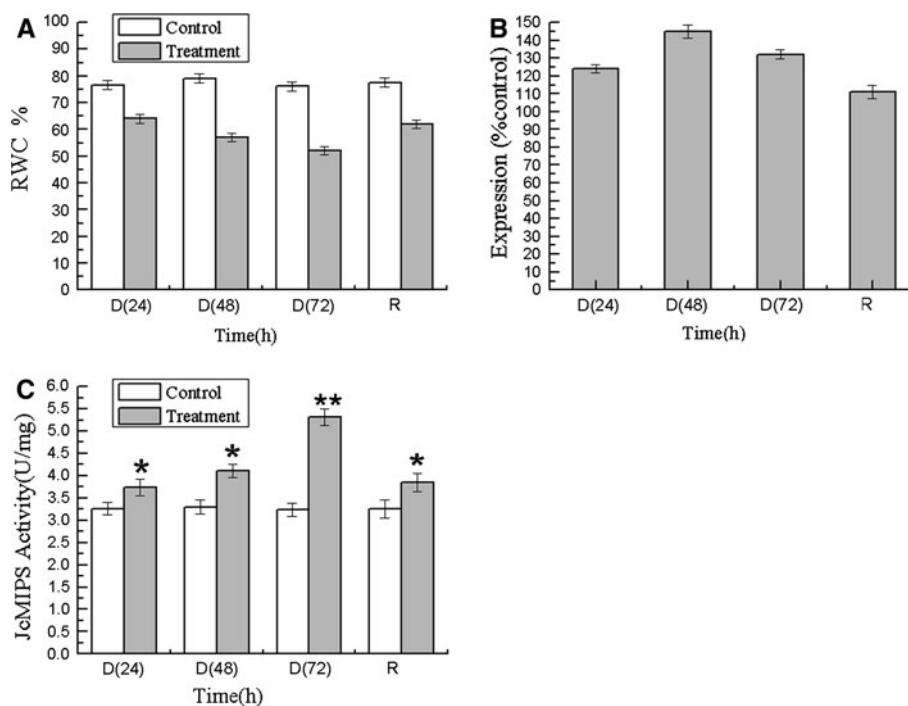 A
Control
Treatment
RWC %
100
90
80
70
60
50
40
30
20
10
0
D(24) D(48) D(72) R
Time(h)
B
Expression (%control)
150
140
130
120
110
100
90
80
70
60
50
40
30
20
10
0
D(24) D(48) D(72) R
Time(h)
C
Control
Treatment
JcMIPS Activity(U/mg)
6.0
5.5
5.0
4.5
4.0
3.5
3.0
2.5
2.0
1.5
1.0
0.5
0.0
* * ** *
D(24) D(48) D(72) R
Time(h)